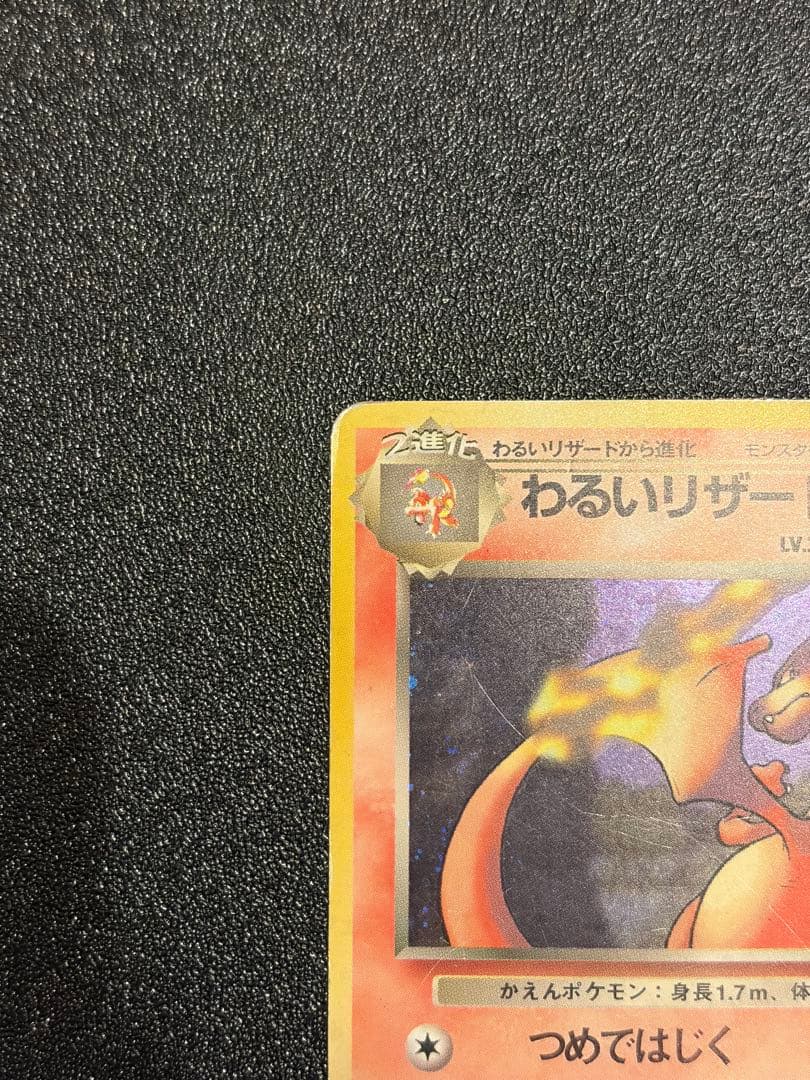 2進化
わるいリザードから進化
モンスタ
わるいリザー
LV.
かえんポケモン：身長1.7m、体
つめではじく